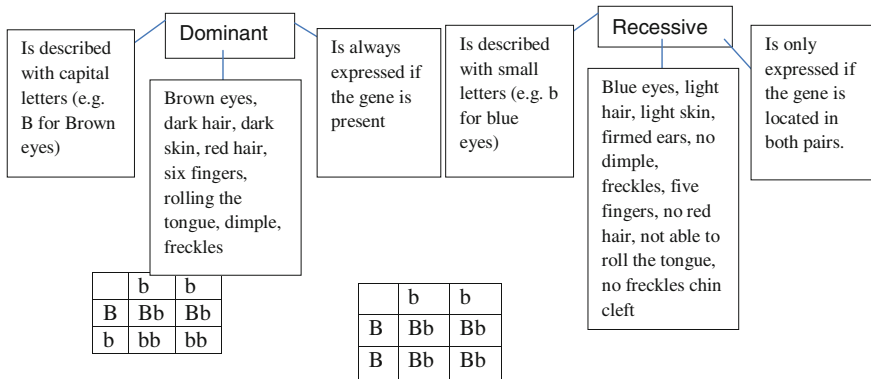 Dominant
Is described
with capital
letters (e.g.
B for Brown
eyes)
Brown eyes,
dark hair, dark
skin, red hair,
six fingers,
rolling the
tongue, dimple,
freckles
Is always
expressed if
the gene is
present
Recessive
Is described
with small
letters (e.g. b
for blue
eyes)
Blue eyes, light
hair, light skin,
firmed ears, no
dimple,
freckles, five
fingers, no red
hair, not able to
roll the tongue,
no freckles chin
cleft
Is only
expressed if
the gene is
located in
both pairs.
b b
B Bb Bb
b bb bb
b b
B Bb Bb
B Bb Bb